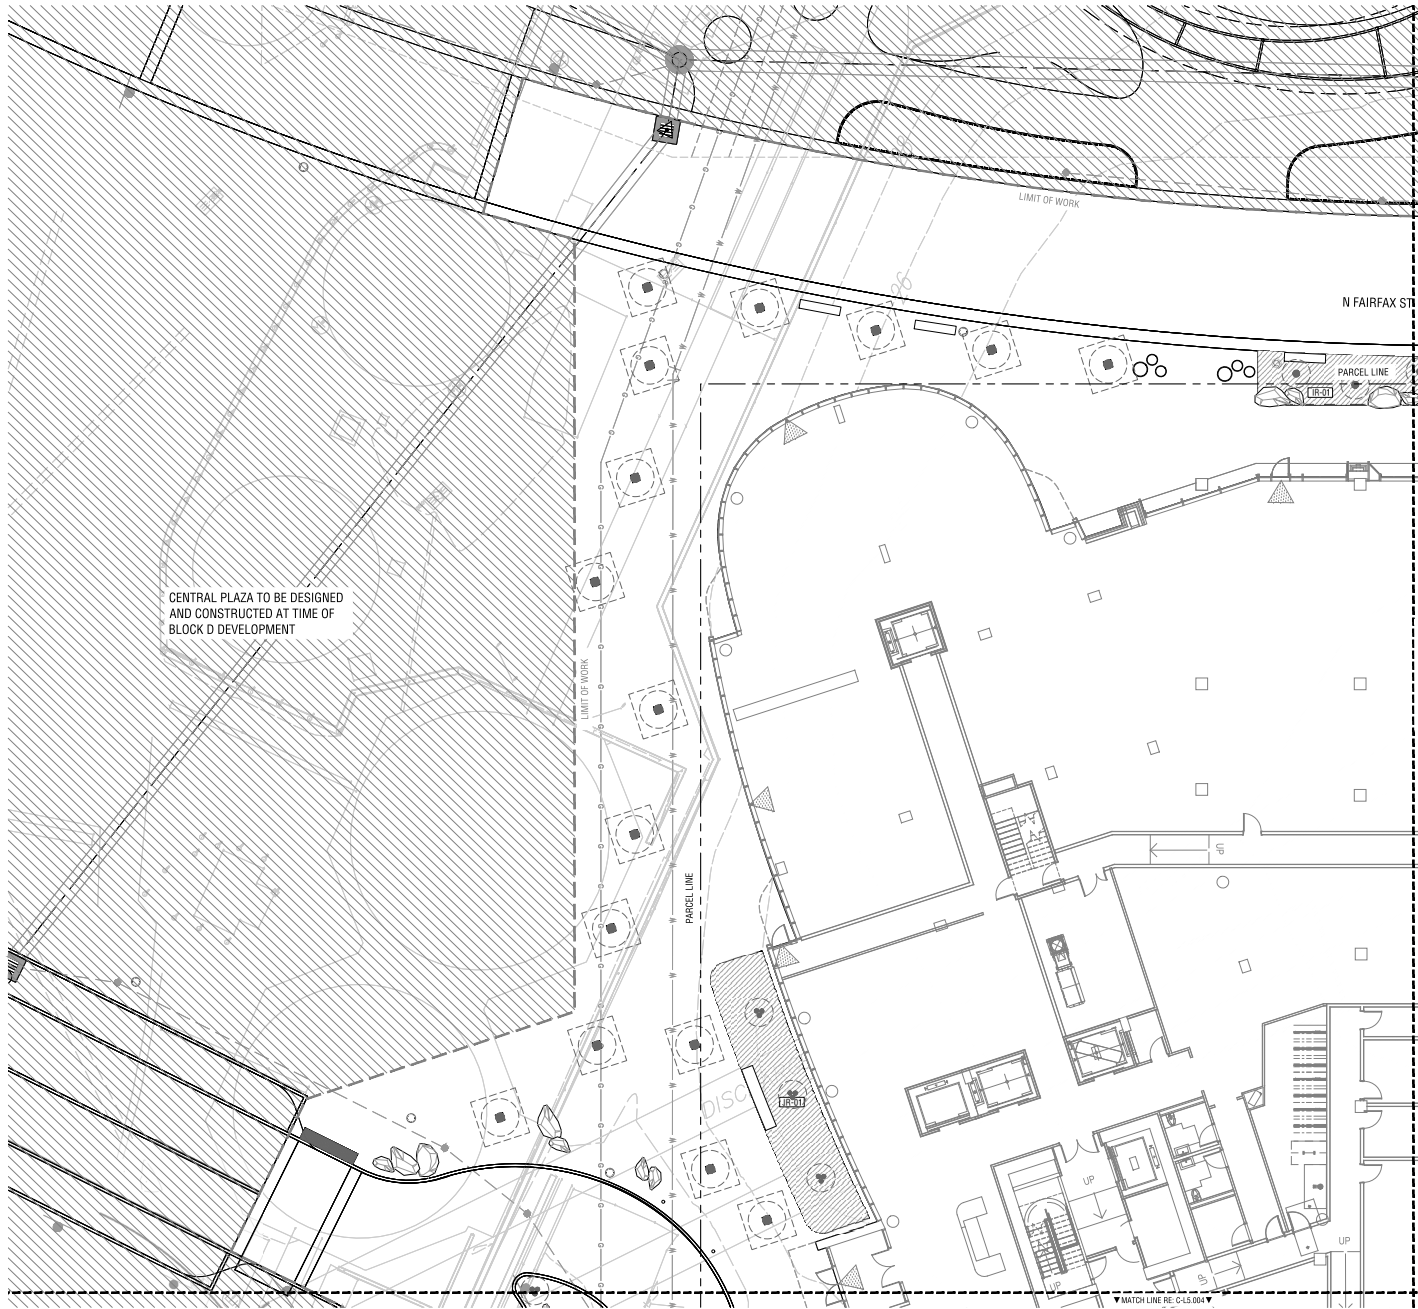 LIMIT OF WORK
96
N FAIRFAX ST
PARCEL LINE
IR-01
CENTRAL PLAZA TO BE DESIGNED
AND CONSTRUCTED AT TIME OF
BLOCK D DEVELOPMENT
LIMIT OF WORK
UP
PARCEL LINE
DISC
IR-01
UP
UP
UP
UP
▼MATCH LINE RE: C-L5.004▼